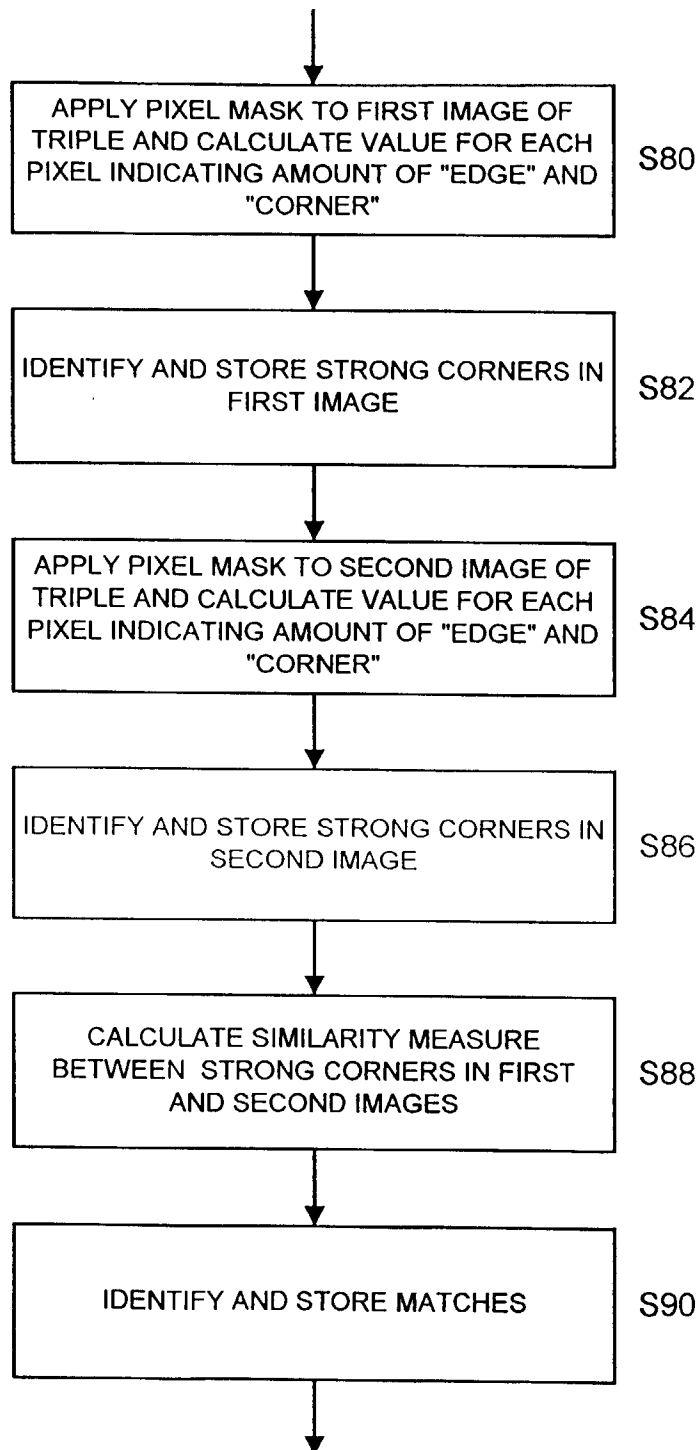 APPLY PIXEL MASK TO FIRST IMAGE OF
TRIPLE AND CALCULATE VALUE FOR EACH
PIXEL INDICATING AMOUNT OF "EDGE" AND
"CORNER"
S80
IDENTIFY AND STORE STRONG CORNERS IN
FIRST IMAGE
S82
APPLY PIXEL MASK TO SECOND IMAGE OF
TRIPLE AND CALCULATE VALUE FOR EACH
PIXEL INDICATING AMOUNT OF "EDGE" AND
"CORNER"
S84
IDENTIFY AND STORE STRONG CORNERS IN
SECOND IMAGE
S86
CALCULATE SIMILARITY MEASURE
BETWEEN STRONG CORNERS IN FIRST
AND SECOND IMAGES
S88
IDENTIFY AND STORE MATCHES
S90